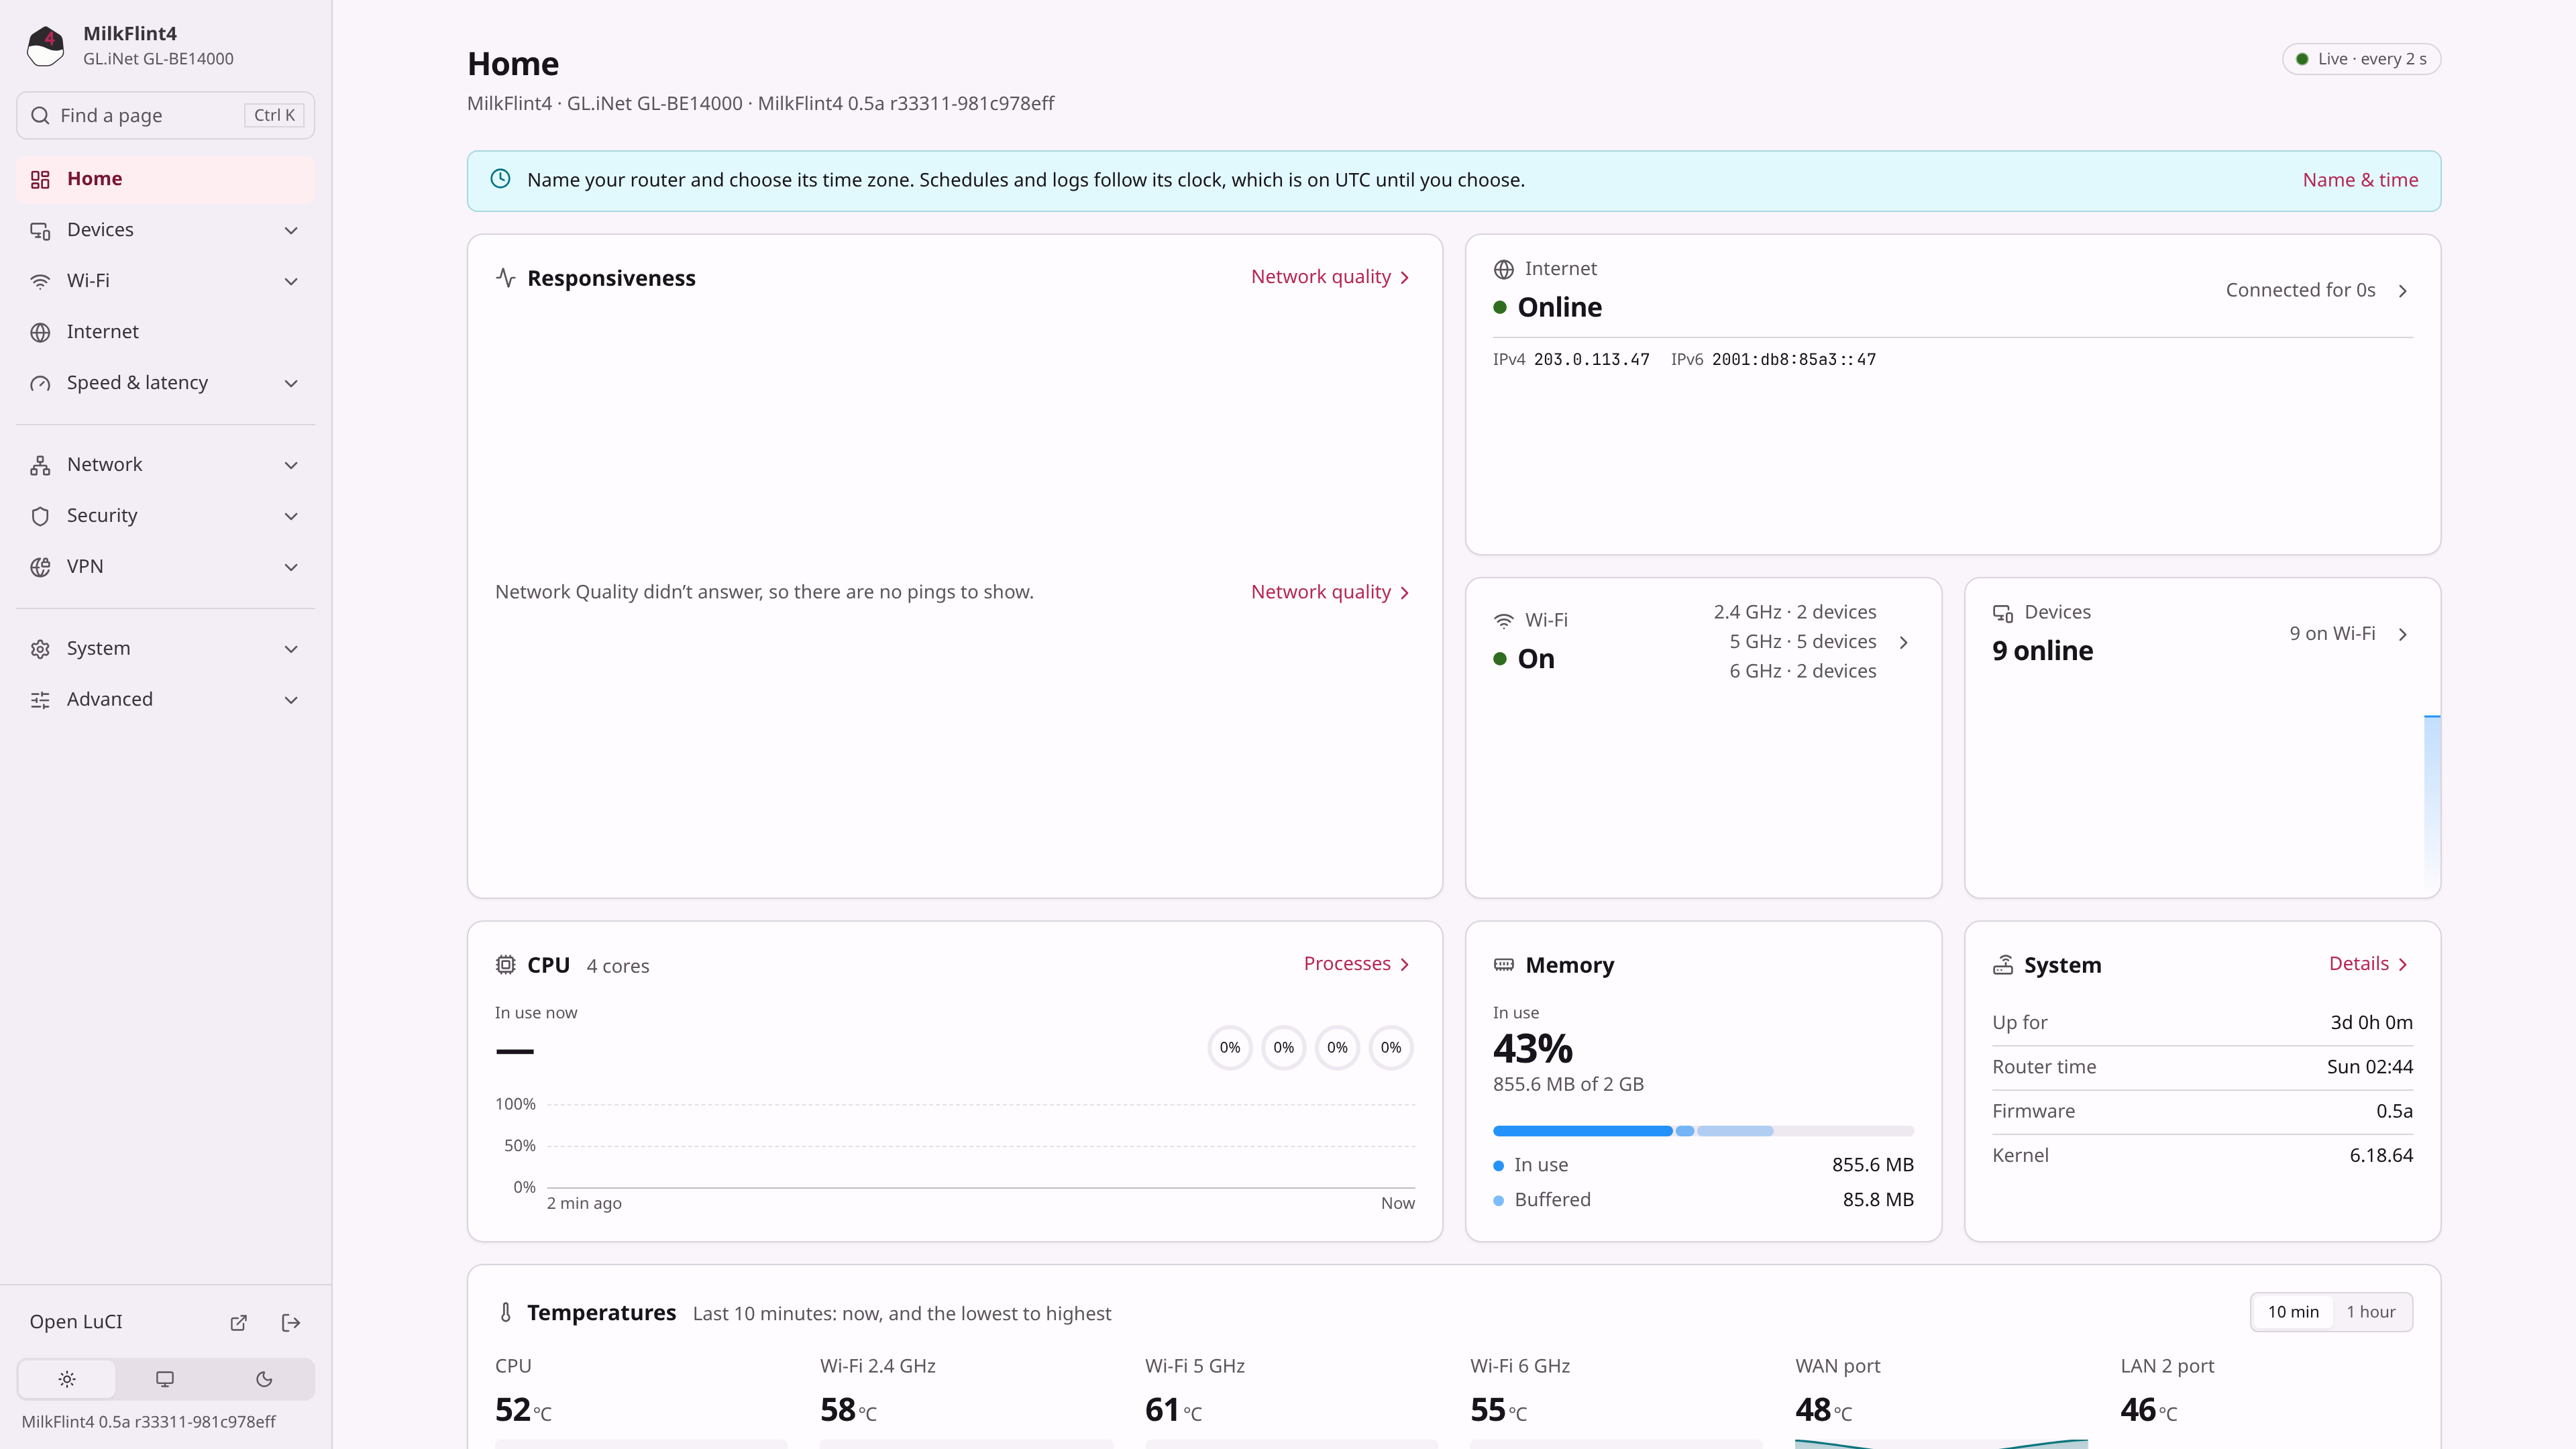 MilkFlint4
GL.iNet GL-BE14000
Find a page
Ctrl K
Home
Devices
Wi-Fi
Internet
Speed & latency
Network
Security
VPN
System
Advanced
Open LuCI
MilkFlint4 0.5a r33311-981c978eff
Home
MilkFlint4 · GL.iNet GL-BE14000 · MilkFlint4 0.5a r33311-981c978eff
Live · every 2 s
Name your router and choose its time zone. Schedules and logs follow its clock, which is on UTC until you choose.
Name & time
Responsiveness
Network quality
Network Quality didn’t answer, so there are no pings to show.
Network quality
Internet
Online
Connected for 0s
IPv4 203.0.113.47 IPv6 2001:db8:85a3::47
Wi-Fi
On
2.4 GHz · 2 devices
5 GHz · 5 devices
6 GHz · 2 devices
Devices
9 online
9 on Wi-Fi
CPU 4 cores
Processes
In use now
—
0% 0% 0% 0%
100%
50%
0%
2 min ago
Now
Memory
In use
43%
855.6 MB of 2 GB
In use 855.6 MB
Buffered 85.8 MB
System
Details
Up for 3d 0h 0m
Router time Sun 02:44
Firmware 0.5a
Kernel 6.18.64
Temperatures Last 10 minutes: now, and the lowest to highest
10 min 1 hour
CPU
52 °C
Wi-Fi 2.4 GHz
58 °C
Wi-Fi 5 GHz
61 °C
Wi-Fi 6 GHz
55 °C
WAN port
48 °C
LAN 2 port
46 °C
4